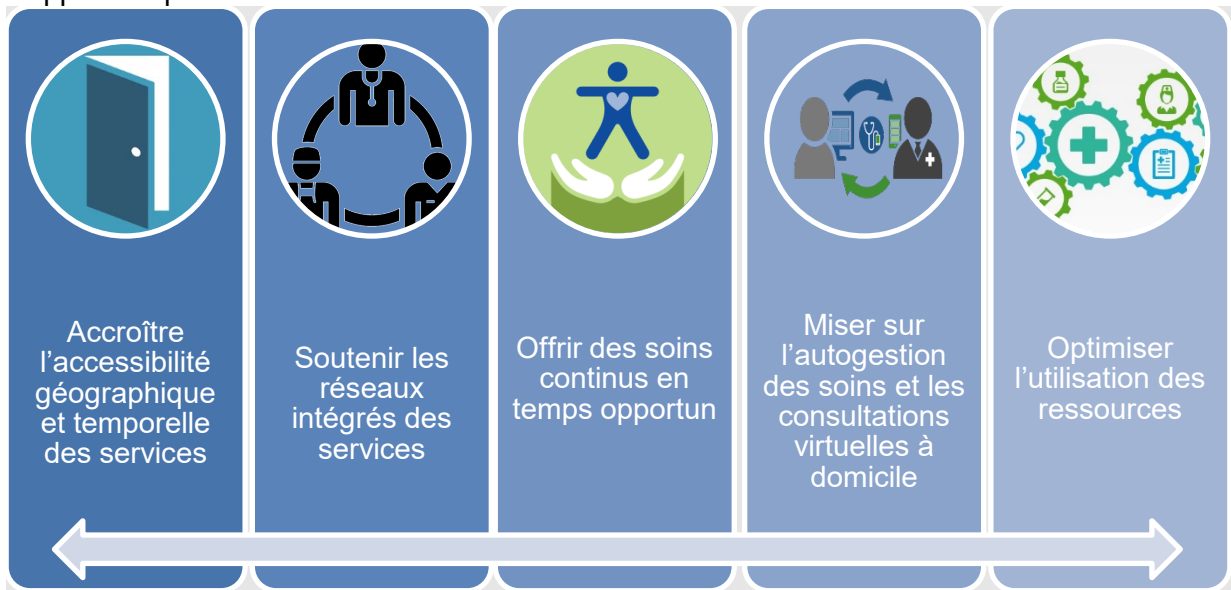 Accroître
l’accessibilité
géographique
et temporelle
des services
Soutenir les
réseaux
intégrés des
services
Offrir des soins
continus en
temps opportun
Miser sur
l’autogestion
des soins et les
consultations
virtuelles à
domicile
Optimiser
l’utilisation des
ressources